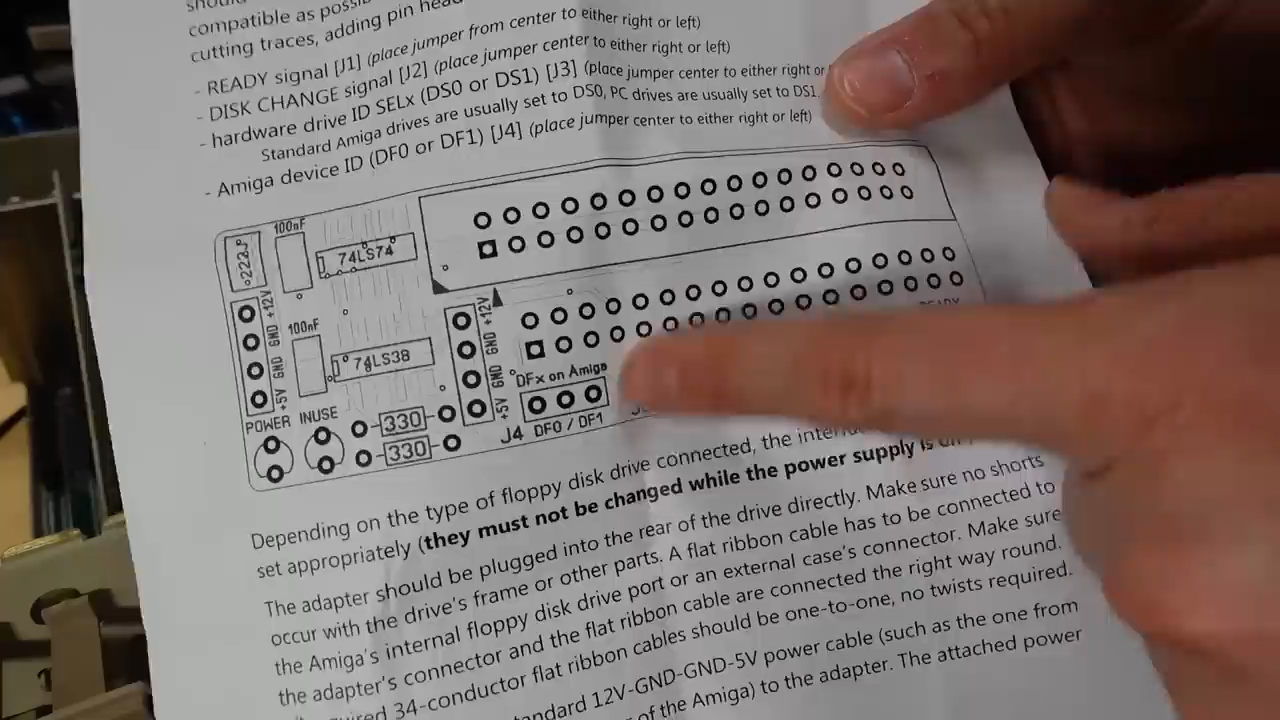 should
compatible as possib
cutting traces, adding pin head
- READY signal [J1] (place jumper from center to either right or left)
- DISK CHANGE signal [J2] (place jumper center to either right or left)
- hardware drive ID SELx (DS0 or DS1) [J3] (place jumper center to either right or
Standard Amiga drives are usually set to DS0, PC drives are usually set to DS1.
- Amiga device ID (DF0 or DF1) [J4] (place jumper center to either right or left)
222J
100nF
74LS74
+5V GND GND +12V
100nF
74LS38
+5V GND GND +12V
READY
DFx on Amiga
POWER INUSE
330
330
J4 DF0 / DF1
Depending on the type of floppy disk drive connected, the
set appropriately (they must not be changed while the power supply is
The adapter should be plugged into the rear of the drive directly. Make sure no shorts
occur with the drive's frame or other parts. A flat ribbon cable has to be connected to
the Amiga's internal floppy disk drive port or an external case's connector. Make sure
the adapter's connector and the flat ribbon cable are connected the right way round.
34-conductor flat ribbon cables should be one-to-one, no twists required.
12V-GND-GND-5V power cable (such as the one from
of the Amiga) to the adapter. The attached power